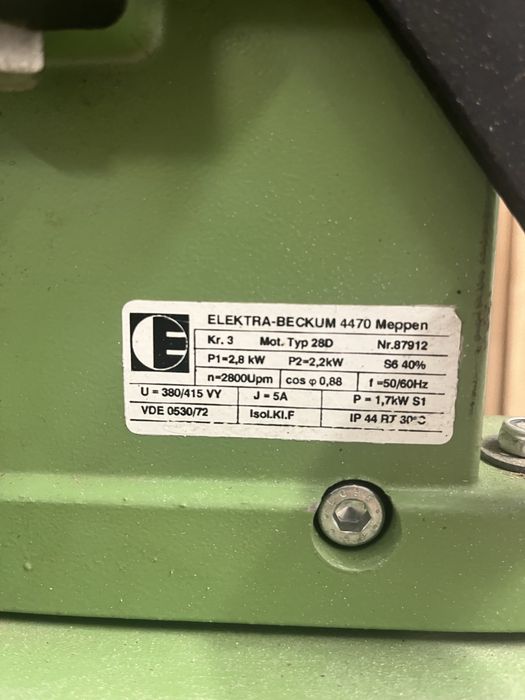 E
ELEKTRA-BECKUM 4470 Meppen
Kr. 3 Mot. Typ 28D Nr.87912
P1=2,8 kW P2=2,2kW S6 40%
n=2800Upm cos φ 0,88 f =50/60Hz
U = 380/415 VY J = 5A P = 1,7kW S1
VDE 0530/72 Isol.Kl.F IP 44 RT 30°C